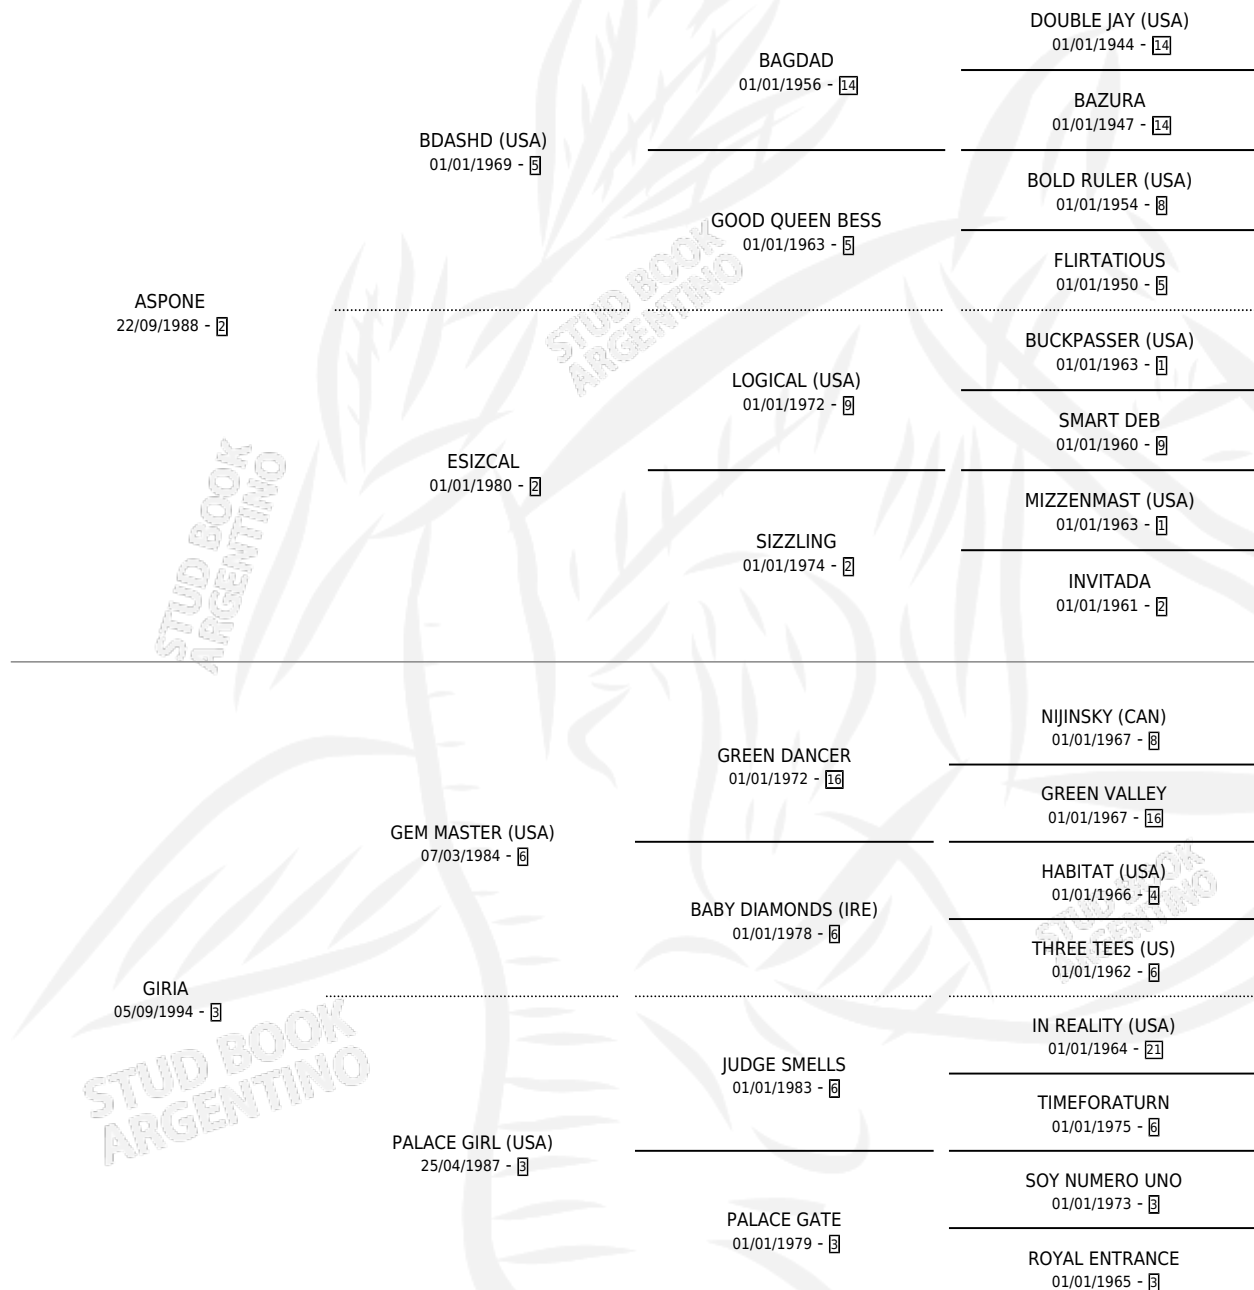 DOUBLE JAY (USA)
01/01/1944 - 14
BAGDAD
01/01/1956 - 14
BAZURA
01/01/1947 - 14
BDASHD (USA)
01/01/1969 - 5
BOLD RULER (USA)
01/01/1954 - 8
GOOD QUEEN BESS
01/01/1963 - 5
FLIRTATIOUS
01/01/1950 - 5
ASPONE
22/09/1988 - 2
STUD BOOK
ARGENTINO
BUCKPASSER (USA)
01/01/1963 - 1
LOGICAL (USA)
01/01/1972 - 9
SMART DEB
01/01/1960 - 9
ESIZCAL
01/01/1980 - 2
MIZZENMAST (USA)
01/01/1963 - 1
SIZZLING
01/01/1974 - 2
INVITADA
01/01/1961 - 2
STUD BOOK
ARGENTINO
NIJINSKY (CAN)
01/01/1967 - 8
GREEN DANCER
01/01/1972 - 16
GREEN VALLEY
01/01/1967 - 16
GEM MASTER (USA)
07/03/1984 - 6
HABITAT (USA)
01/01/1966 - 4
BABY DIAMONDS (IRE)
01/01/1978 - 6
STUD BOOK
ARGENTINO
THREE TEES (US)
01/01/1962 - 6
GIRIA
05/09/1994 - 3
IN REALITY (USA)
01/01/1964 - 21
JUDGE SMELLS
01/01/1983 - 6
TIMEFORATURN
01/01/1975 - 6
STUD BOOK
ARGENTINO
PALACE GIRL (USA)
25/04/1987 - 3
SOY NUMERO UNO
01/01/1973 - 3
PALACE GATE
01/01/1979 - 3
ROYAL ENTRANCE
01/01/1965 - 3